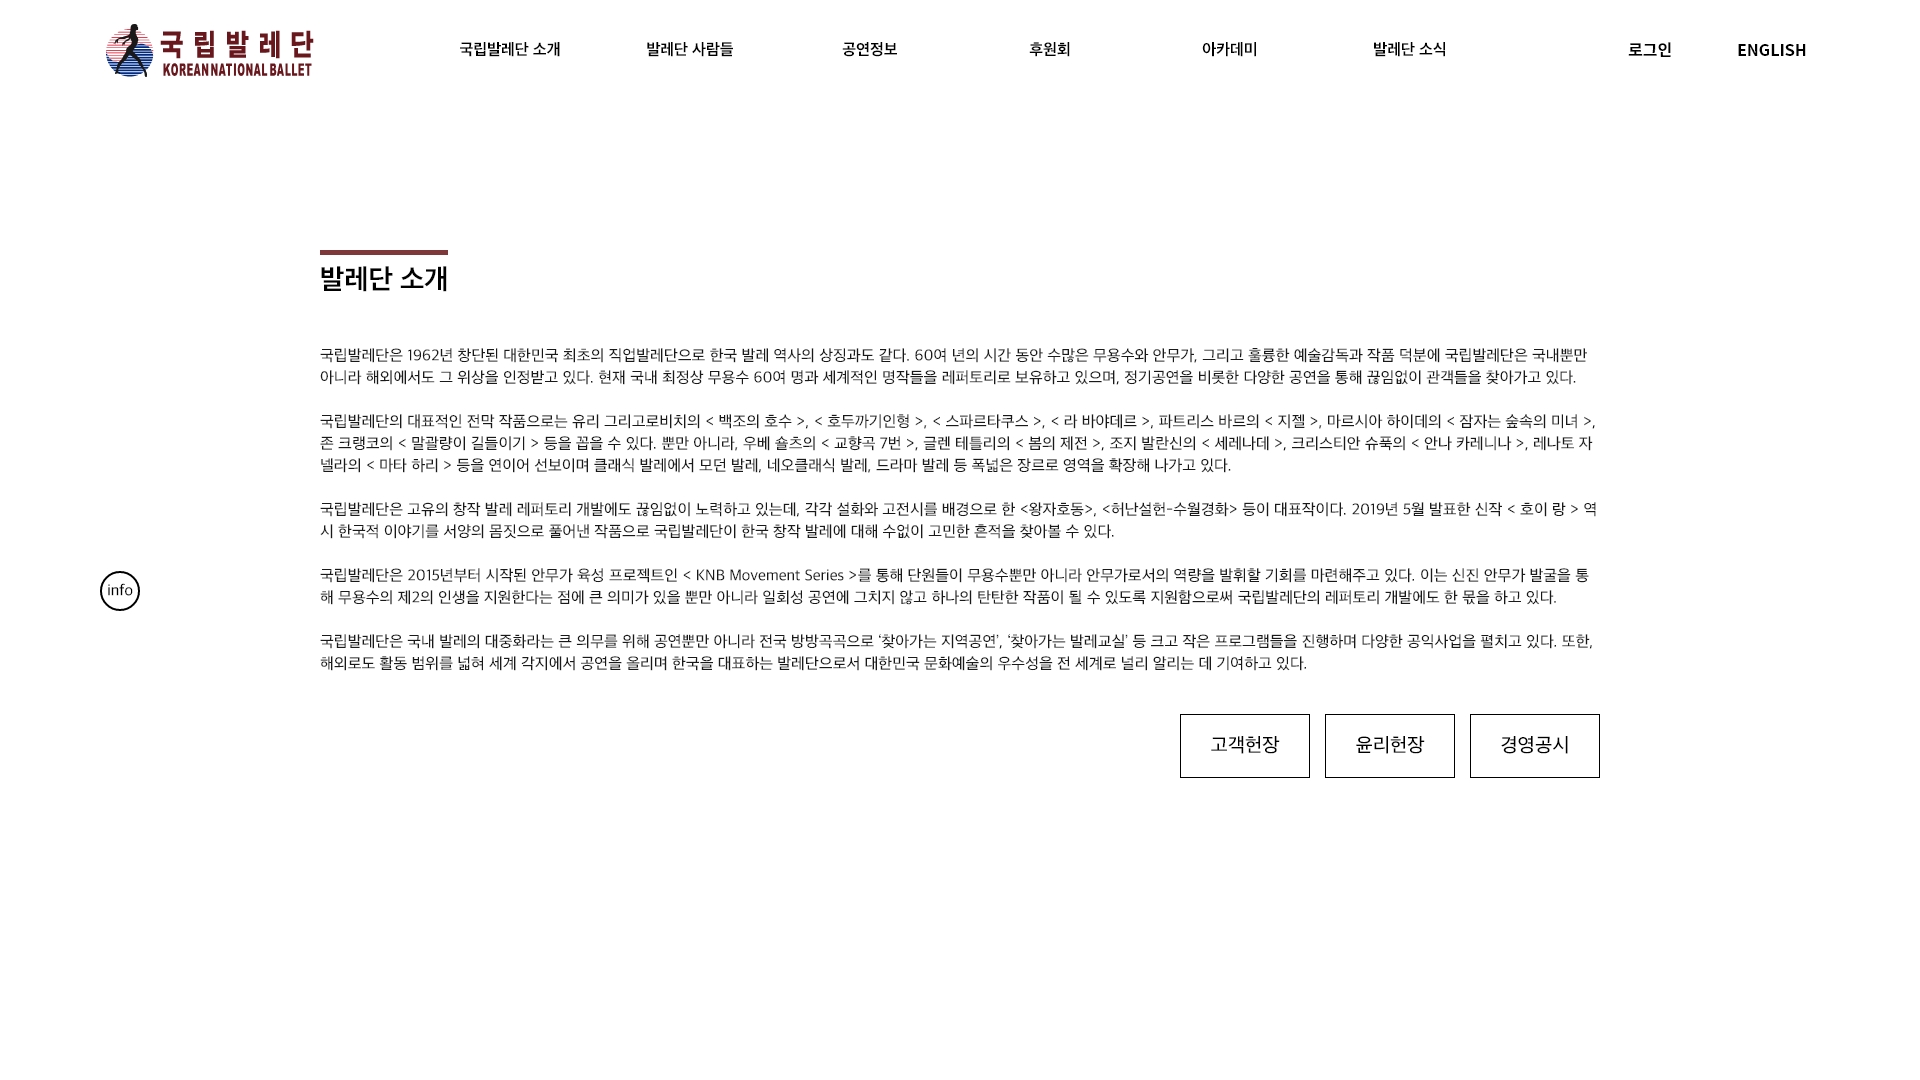 국립발레단
KOREAN NATIONAL BALLET
국립발레단 소개
발레단 사람들
공연정보
후원회
아카데미
발레단 소식
로그인
ENGLISH
발레단 소개
국립발레단은 1962년 창단된 대한민국 최초의 직업발레단으로 한국 발레 역사의 상징과도 같다. 60여 년의 시간 동안 수많은 무용수와 안무가, 그리고 훌륭한 예술감독과 작품 덕분에 국립발레단은 국내뿐만
아니라 해외에서도 그 위상을 인정받고 있다. 현재 국내 최정상 무용수 60여 명과 세계적인 명작들을 레퍼토리로 보유하고 있으며, 정기공연을 비롯한 다양한 공연을 통해 끊임없이 관객들을 찾아가고 있다.
국립발레단의 대표적인 전막 작품으로는 유리 그리고로비치의 < 백조의 호수 >, < 호두까기인형 >, < 스파르타쿠스 >, < 라 바야데르 >, 파트리스 바르의 < 지젤 >, 마르시아 하이데의 < 잠자는 숲속의 미녀 >,
존 크랭코의 < 말괄량이 길들이기 > 등을 꼽을 수 있다. 뿐만 아니라, 우베 숄츠의 < 교향곡 7번 >, 글렌 테틀리의 < 봄의 제전 >, 조지 발란신의 < 세레나데 >, 크리스티안 슈푹의 < 안나 카레니나 >, 레나토 자
넬라의 < 마타 하리 > 등을 연이어 선보이며 클래식 발레에서 모던 발레, 네오클래식 발레, 드라마 발레 등 폭넓은 장르로 영역을 확장해 나가고 있다.
국립발레단은 고유의 창작 발레 레퍼토리 개발에도 끊임없이 노력하고 있는데, 각각 설화와 고전시를 배경으로 한 <왕자호동>, <허난설헌-수월경화> 등이 대표작이다. 2019년 5월 발표한 신작 < 호이 랑 > 역
시 한국적 이야기를 서양의 몸짓으로 풀어낸 작품으로 국립발레단이 한국 창작 발레에 대해 수없이 고민한 흔적을 찾아볼 수 있다.
국립발레단은 2015년부터 시작된 안무가 육성 프로젝트인 < KNB Movement Series >를 통해 단원들이 무용수뿐만 아니라 안무가로서의 역량을 발휘할 기회를 마련해주고 있다. 이는 신진 안무가 발굴을 통
해 무용수의 제2의 인생을 지원한다는 점에 큰 의미가 있을 뿐만 아니라 일회성 공연에 그치지 않고 하나의 탄탄한 작품이 될 수 있도록 지원함으로써 국립발레단의 레퍼토리 개발에도 한 몫을 하고 있다.
info
국립발레단은 국내 발레의 대중화라는 큰 의무를 위해 공연뿐만 아니라 전국 방방곡곡으로 ‘찾아가는 지역공연’, ‘찾아가는 발레교실’ 등 크고 작은 프로그램들을 진행하며 다양한 공익사업을 펼치고 있다. 또한,
해외로도 활동 범위를 넓혀 세계 각지에서 공연을 올리며 한국을 대표하는 발레단으로서 대한민국 문화예술의 우수성을 전 세계로 널리 알리는 데 기여하고 있다.
고객헌장
윤리헌장
경영공시